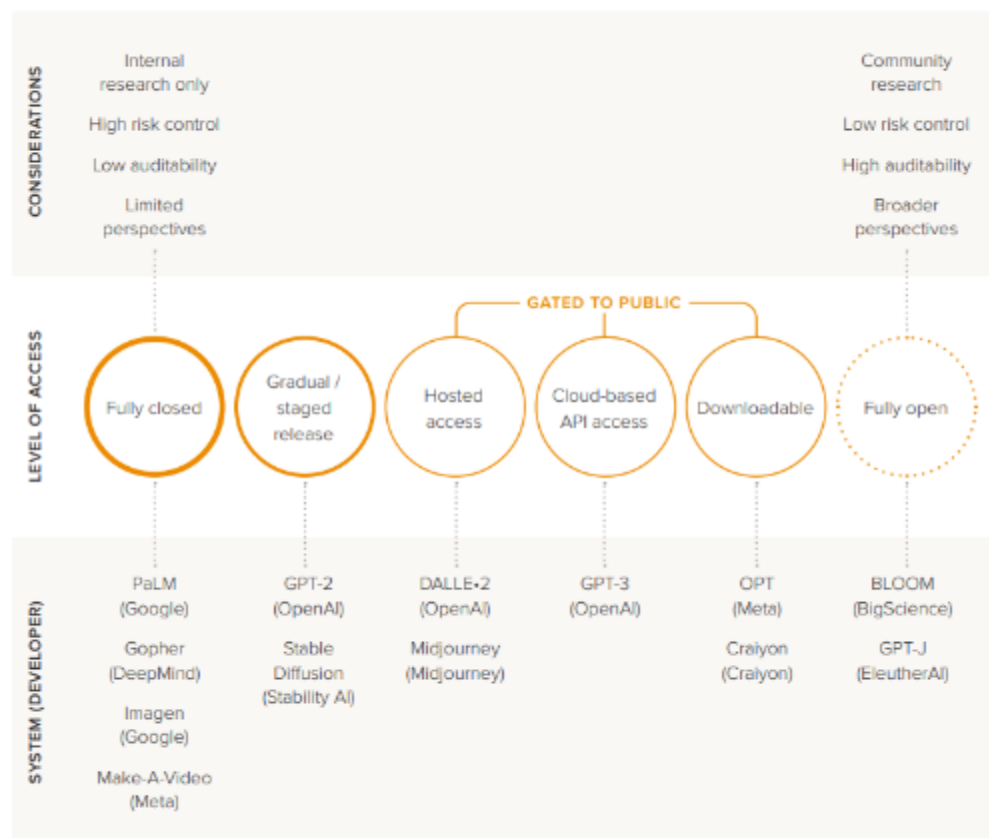 CONSIDERATIONS
Internal
research only
High risk control
Low auditability
Limited
perspectives
Community
research
Low risk control
High auditability
Broader
perspectives
LEVEL OF ACCESS
GATED TO PUBLIC
Fully closed
Gradual /
staged
release
Hosted
access
Cloud-based
API access
Downloadable
Fully open
SYSTEM (DEVELOPER)
PaLM
(Google)
Gopher
(DeepMind)
Imagen
(Google)
Make-A-Video
(Meta)
GPT-2
(OpenAI)
Stable
Diffusion
(Stability AI)
DALLE•2
(OpenAI)
Midjourney
(Midjourney)
GPT-3
(OpenAI)
OPT
(Meta)
Craiyon
(Craiyon)
BLOOM
(BigScience)
GPT-J
(EleutherAI)